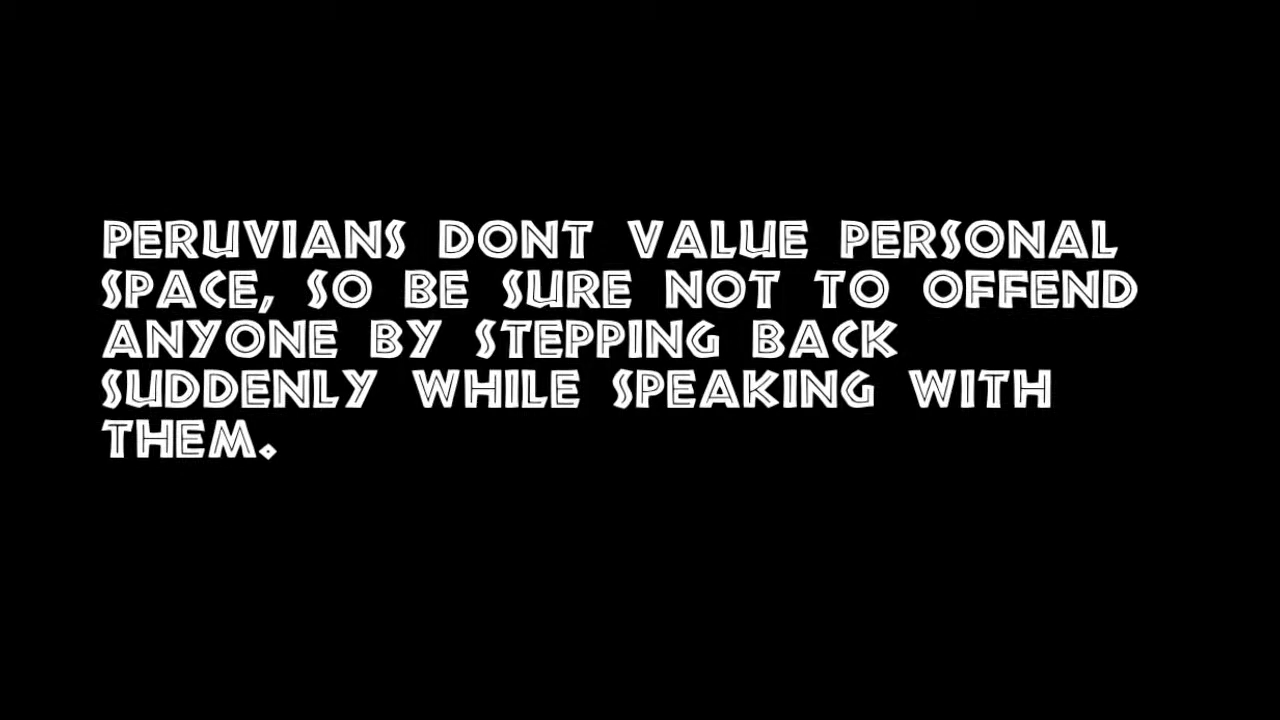 PERUVIANS DONT VALUE PERSONAL
SPACE, SO BE SURE NOT TO OFFEND
ANYONE BY STEPPING BACK
SUDDENLY WHILE SPEAKING WITH
THEM.